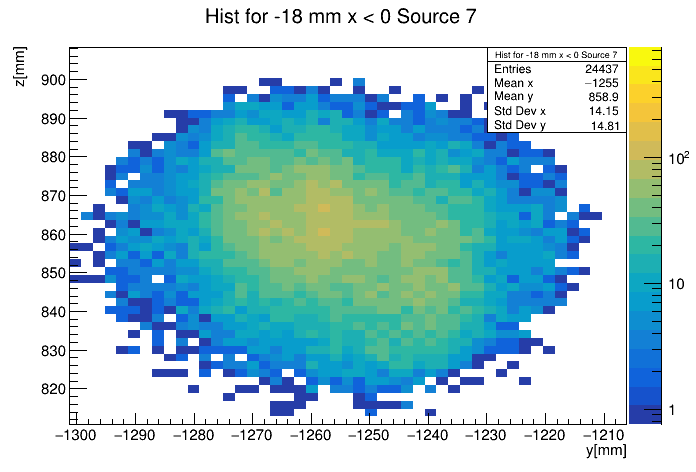 Hist for -18 mm x < 0 Source 7
z[mm]
Hist for -18 mm x < 0 Source 7
Entries 24437
Mean x −1255
Mean y 858.9
Std Dev x 14.15
Std Dev y 14.81
900
890
880
870
860
850
840
830
820
10²
10
1
−1300 −1290 −1280 −1270 −1260 −1250 −1240 −1230 −1220 −1210
y[mm]